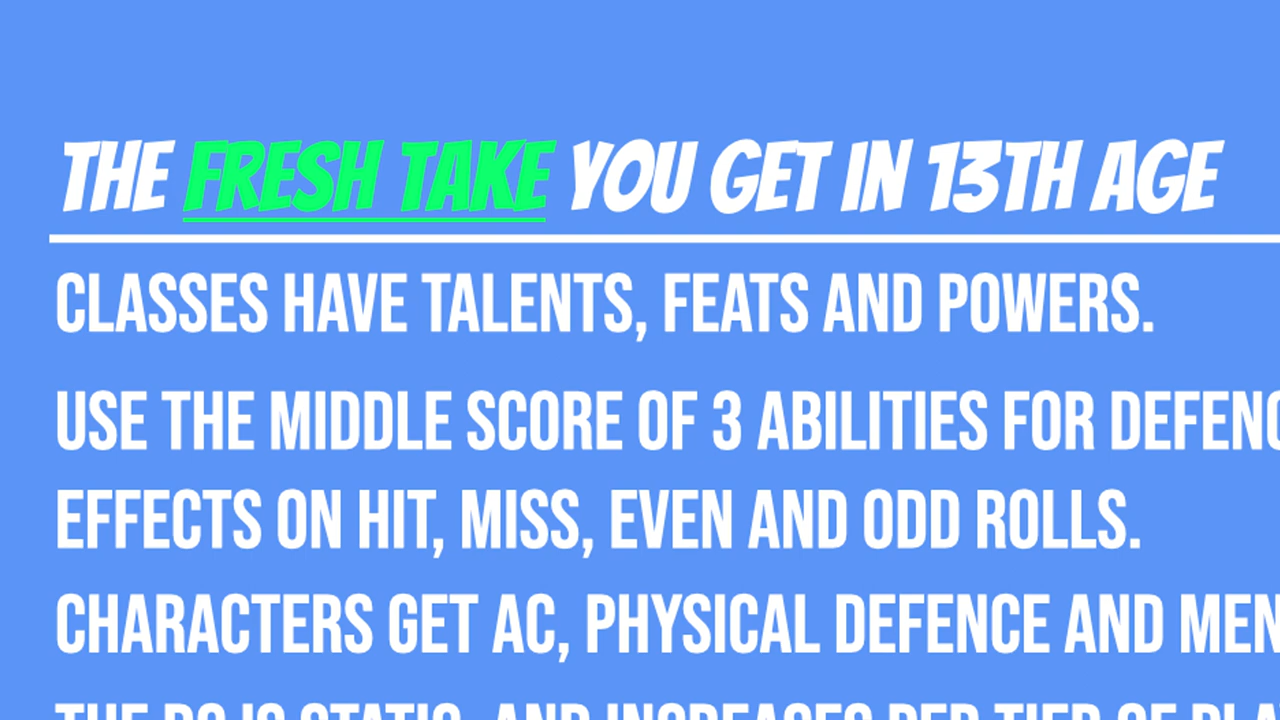 THE FRESH TAKE YOU GET IN 13TH AGE
CLASSES HAVE TALENTS, FEATS AND POWERS.
USE THE MIDDLE SCORE OF 3 ABILITIES FOR
EFFECTS ON HIT, MISS, EVEN AND ODD ROLLS.
CHARACTERS GET AC, PHYSICAL DEFENCE AND